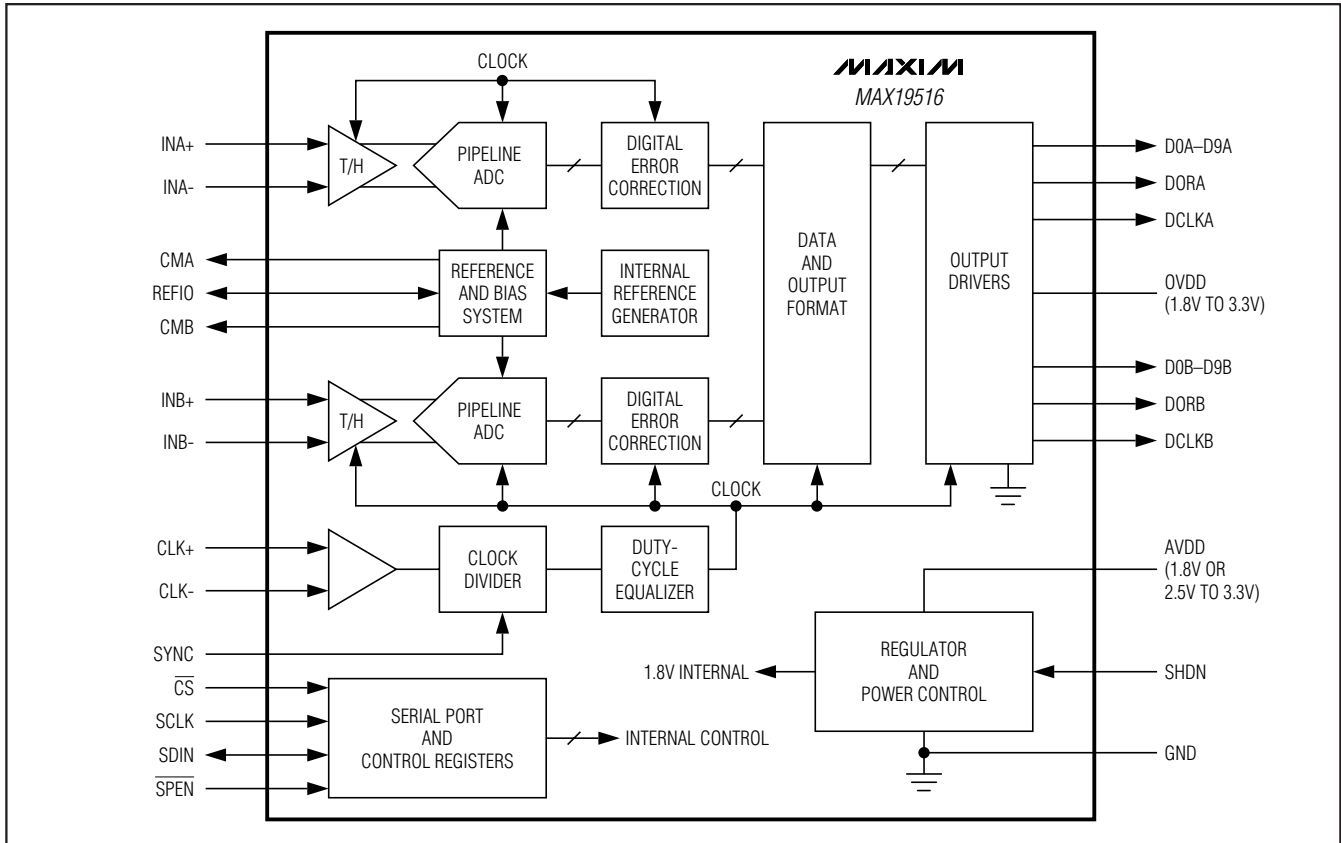 CLOCK
MAXIM
MAX19516
INA+
INA-
T/H
PIPELINE
ADC
DIGITAL
ERROR
CORRECTION
DATA
AND
OUTPUT
FORMAT
OUTPUT
DRIVERS
D0A–D9A
DORA
DCLKA
CMA
REFIO
CMB
REFERENCE
AND BIAS
SYSTEM
INTERNAL
REFERENCE
GENERATOR
OVDD
(1.8V TO 3.3V)
INB+
INB-
T/H
PIPELINE
ADC
DIGITAL
ERROR
CORRECTION
D0B–D9B
DORB
DCLKB
CLOCK
CLK+
CLK-
CLOCK
DIVIDER
DUTY-
CYCLE
EQUALIZER
AVDD
(1.8V OR
2.5V TO 3.3V)
SYNC
CS
SCLK
SDIN
SPEN
SERIAL PORT
AND
CONTROL REGISTERS
INTERNAL CONTROL
1.8V INTERNAL
REGULATOR
AND
POWER CONTROL
SHDN
GND